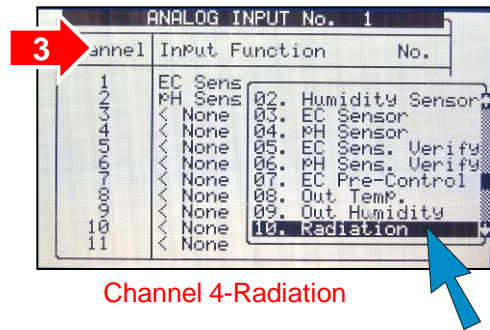 ANALOG INPUT No. 1
3
annel Input Function No.
1 EC Sens
2 pH Sens
3 < None
4 < None
5 < None
6 < None
7 < None
8 < None
9 < None
10 < None
11 < None
02. Humidity Sensor
03. EC Sensor
04. pH Sensor
05. EC Sens. Verify
06. pH Sens. Verify
07. EC Pre-Control
08. Out Temp.
09. Out Humidity
10. Radiation
Channel 4-Radiation